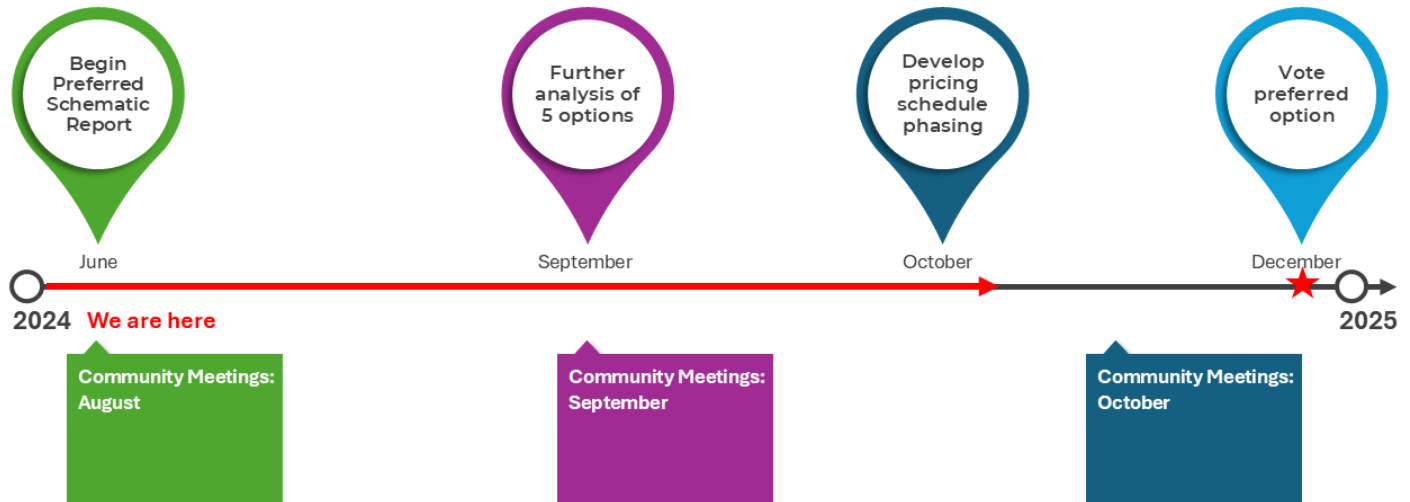 Begin
Preferred
Schematic
Report
Further
analysis of
5 options
Develop
pricing
schedule
phasing
Vote
preferred
option
June
September
October
December
2024
We are here
2025
Community Meetings:
August
Community Meetings:
September
Community Meetings:
October